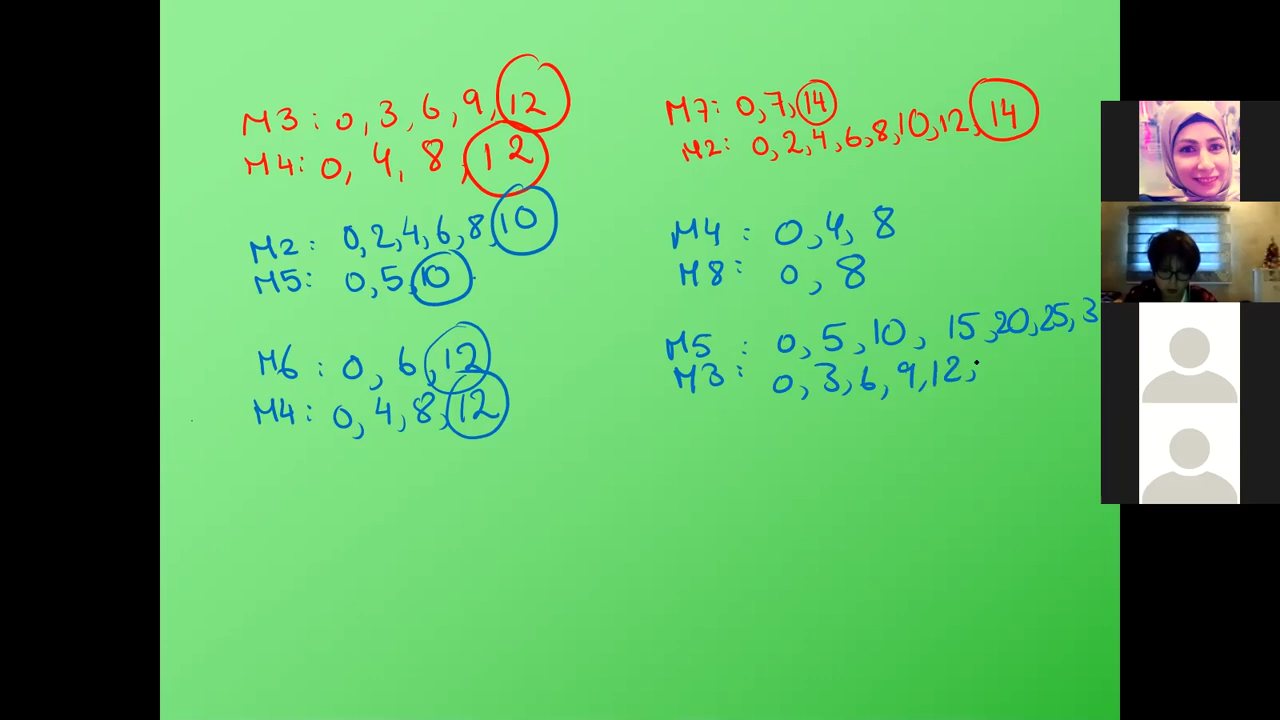 M3: 0, 3, 6, 9, 12
M4: 0, 4, 8, 12
M2: 0, 2, 4, 6, 8, 10
M5: 0, 5, 10
M6: 0, 6, 12
M4: 0, 4, 8, 12
M7: 0, 7, 14
M2: 0, 2, 4, 6, 8, 10, 12, 14
M4: 0, 4, 8
M8: 0, 8
M5: 0, 5, 10, 15, 20, 25, 3
M3: 0, 3, 6, 9, 12,